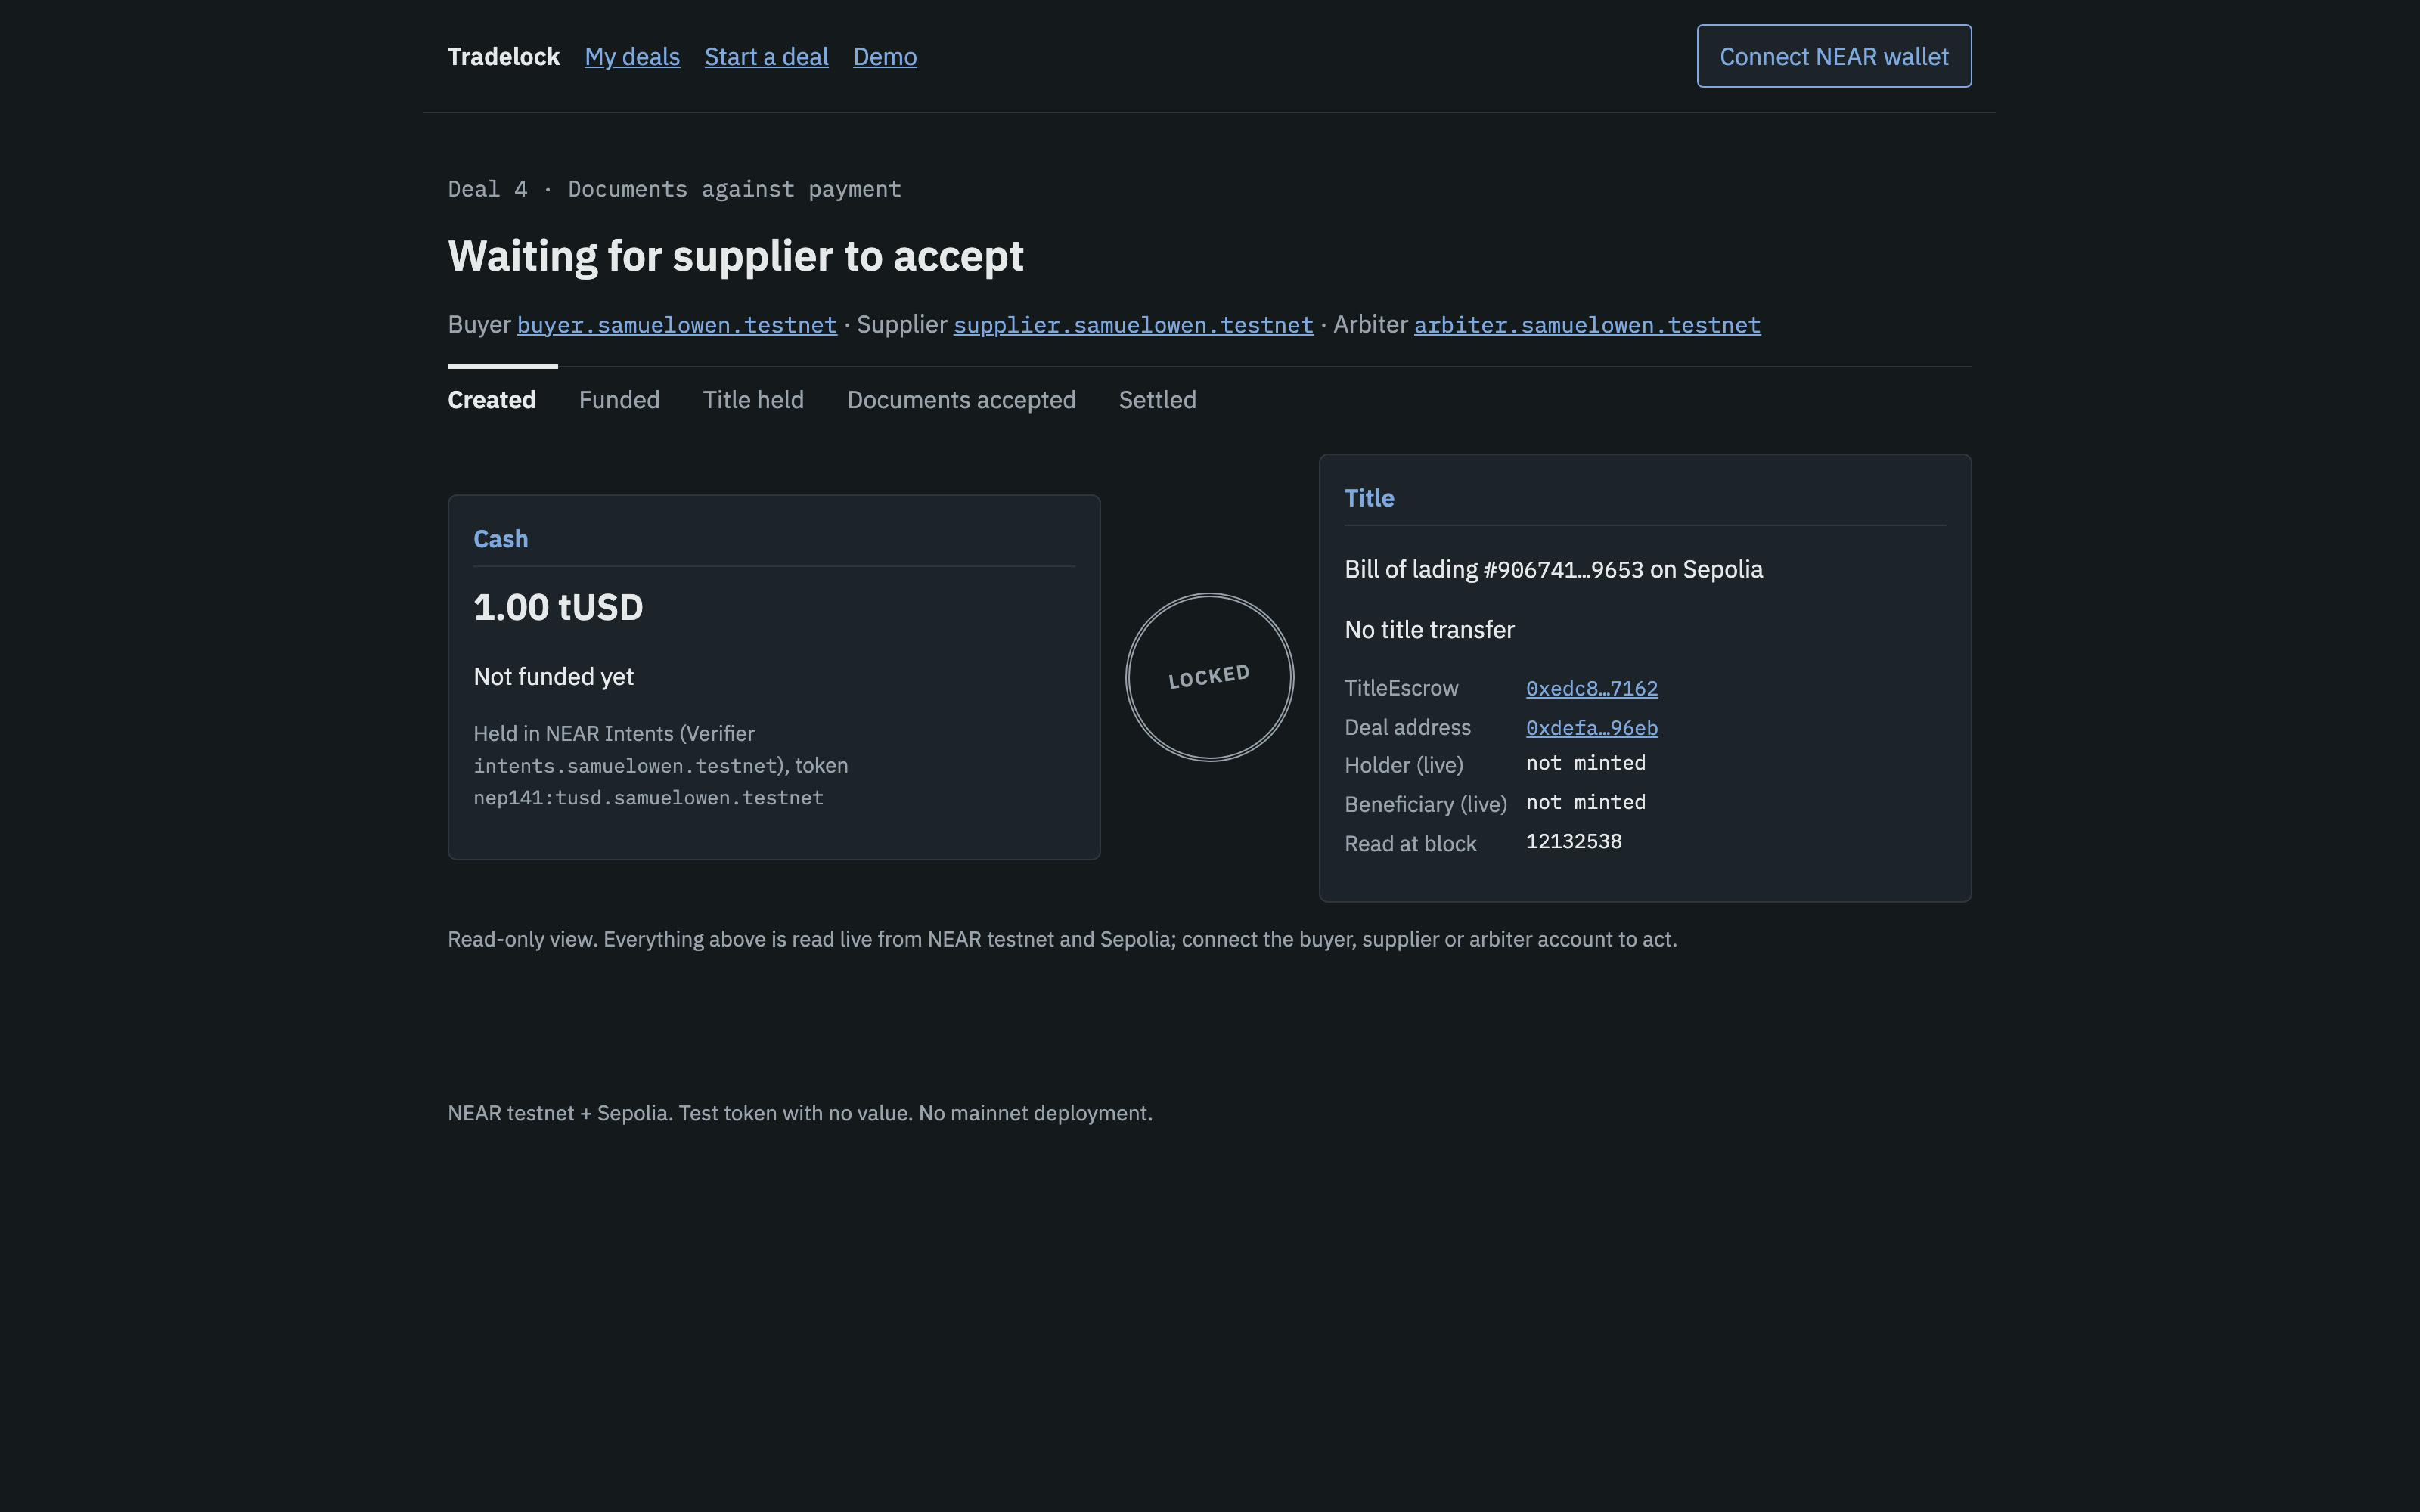 Tradelock My deals Start a deal Demo Connect NEAR wallet
Deal 4 · Documents against payment
Waiting for supplier to accept
Buyer buyer.samuelowen.testnet · Supplier supplier.samuelowen.testnet · Arbiter arbiter.samuelowen.testnet
Created Funded Title held Documents accepted Settled
Cash
1.00 tUSD
Not funded yet
Held in NEAR Intents (Verifier
intents.samuelowen.testnet), token
nep141:tusd.samuelowen.testnet
LOCKED
Title
Bill of lading #906741…9653 on Sepolia
No title transfer
TitleEscrow 0xedc8…7162
Deal address 0xdefa…96eb
Holder (live) not minted
Beneficiary (live) not minted
Read at block 12132538
Read-only view. Everything above is read live from NEAR testnet and Sepolia; connect the buyer, supplier or arbiter account to act.
NEAR testnet + Sepolia. Test token with no value. No mainnet deployment.